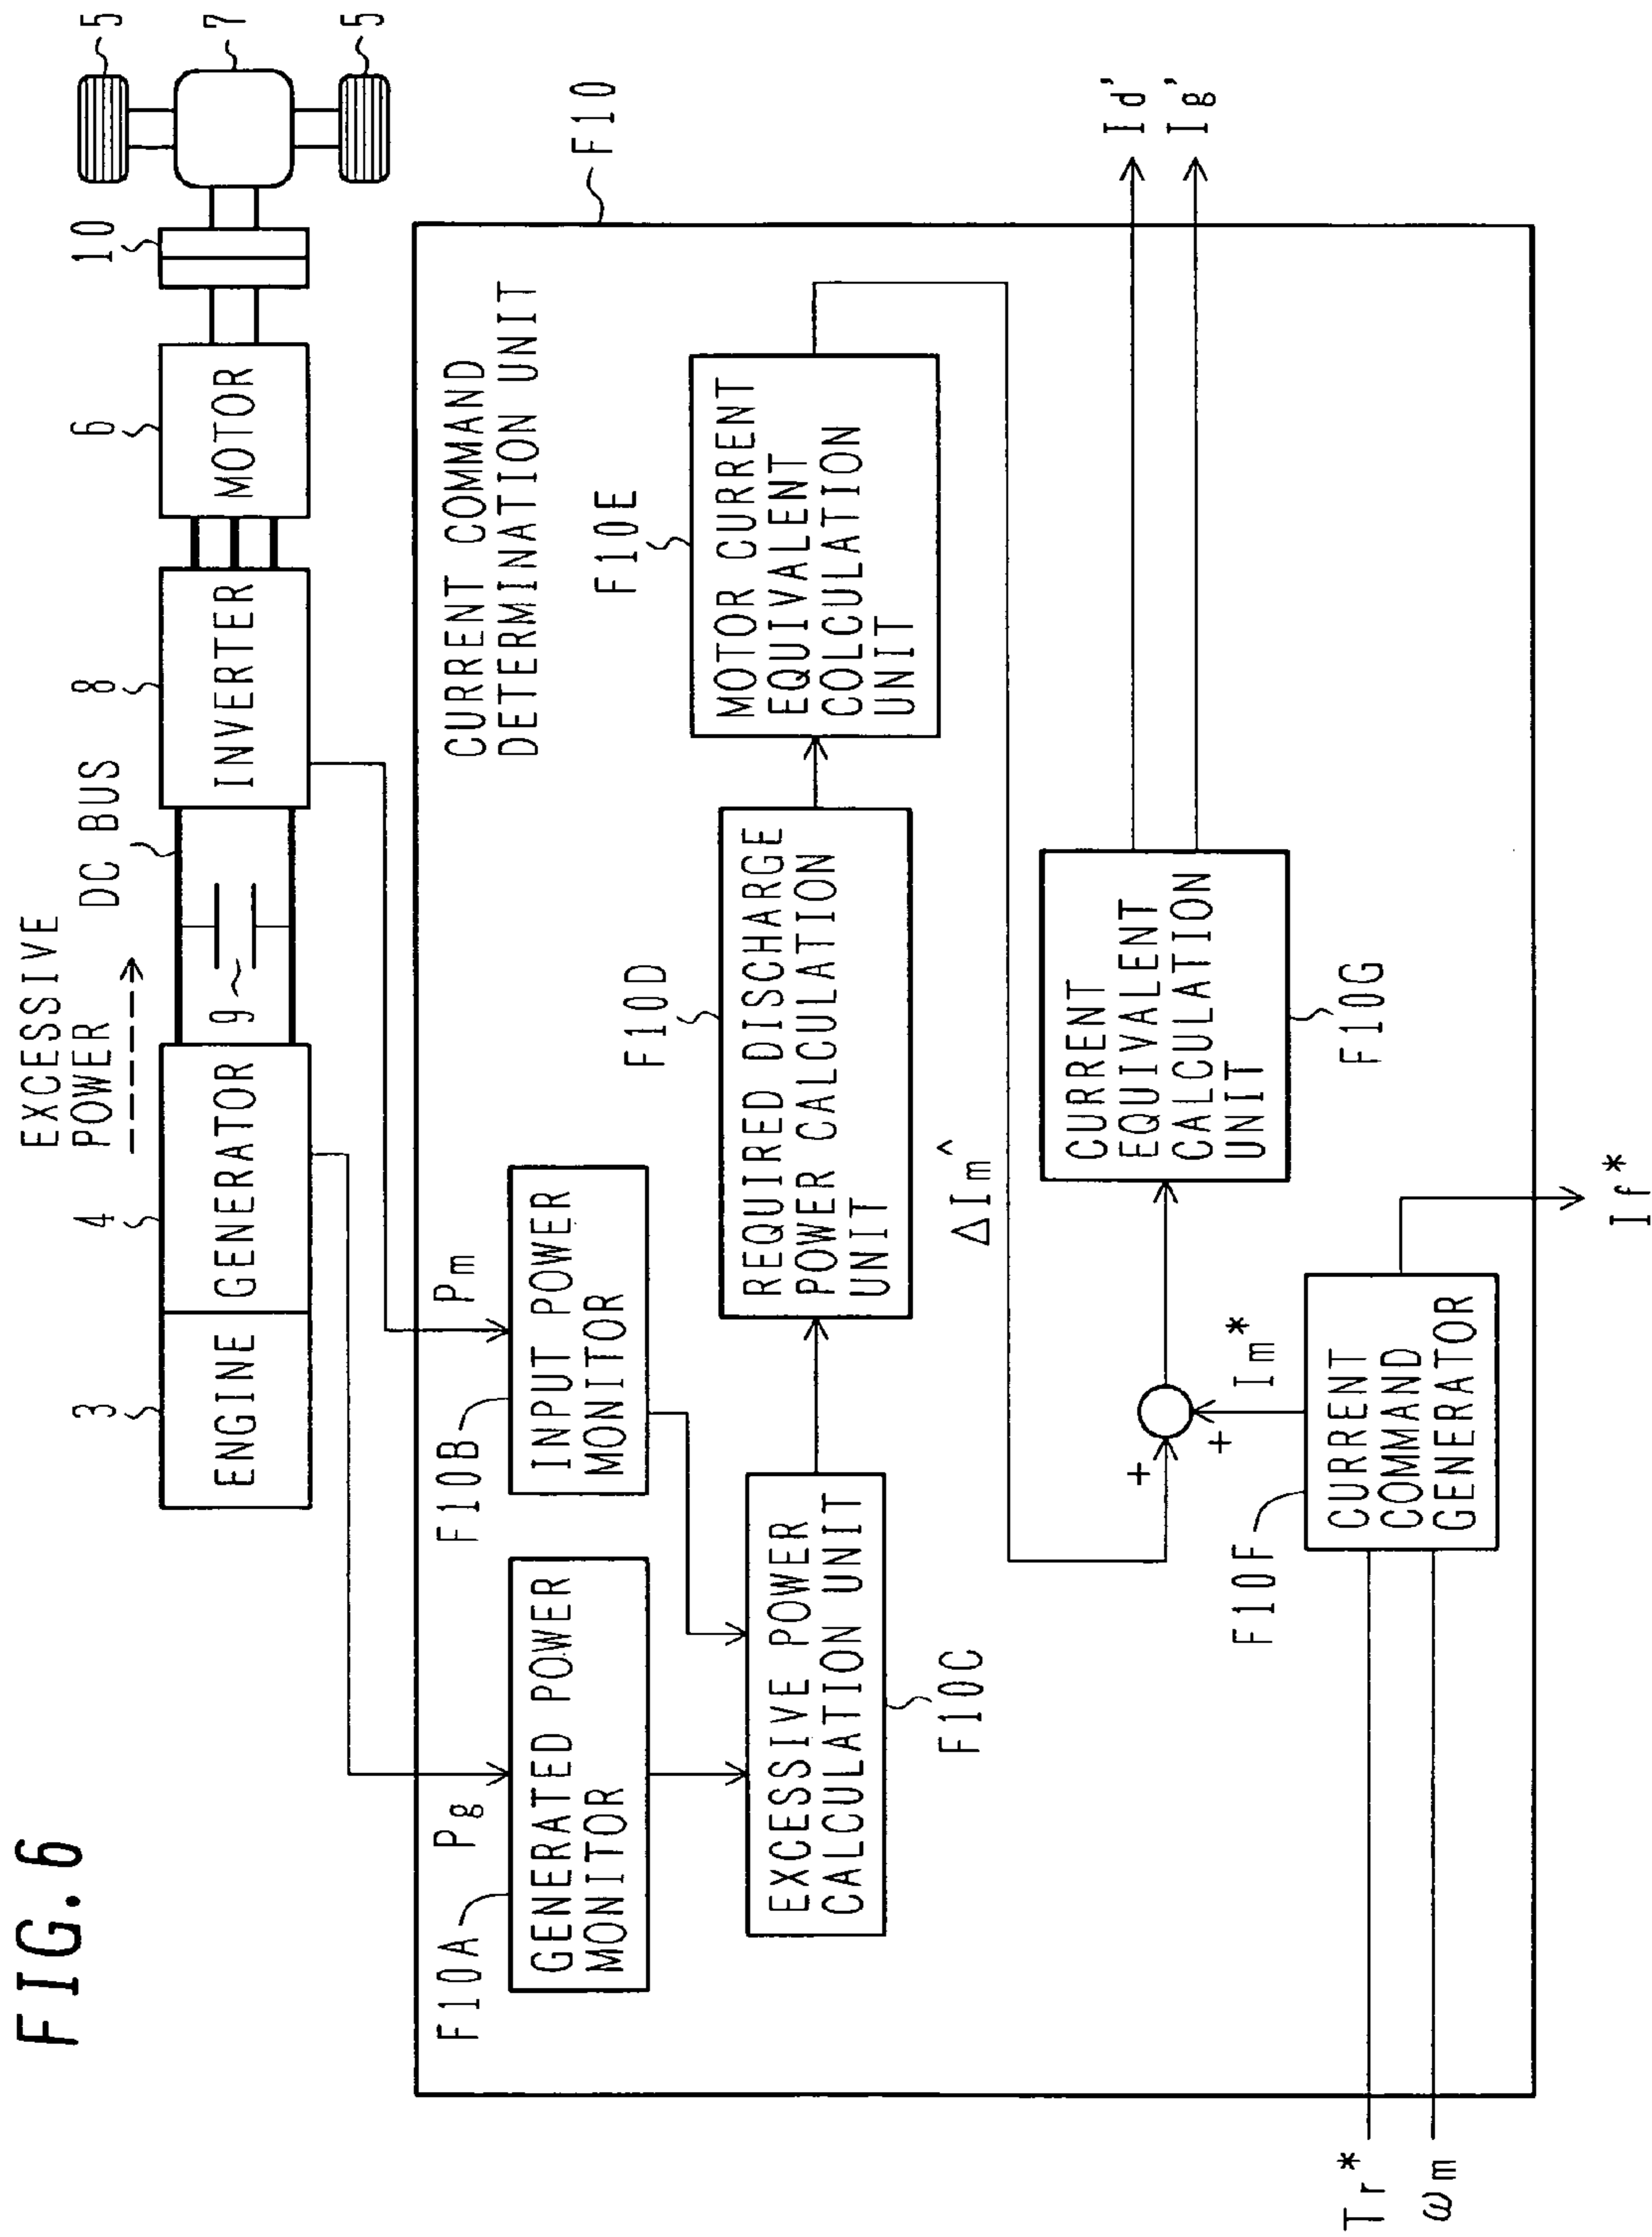 FIG.6
EXCESSIVE
POWER
DC BUS
3
4
9
8
6
10
5
7
5
ENGINE
GENERATOR
INVERTER
MOTOR
F10
CURRENT COMMAND
DETERMINATION UNIT
Pg
Pm
F10A
GENERATED POWER
MONITOR
F10B
INPUT POWER
MONITOR
EXCESSIVE POWER
CALCULATION UNIT
F10C
F10D
REQUIRED DISCHARGE
POWER CALCULATION
UNIT
F10E
MOTOR CURRENT
EQUIVALENT
COLCULATION
UNIT
ΔIm^
+
+
Im*
CURRENT
EQUIVALENT
CALCULATION
UNIT
F10G
Id'
Ig'
F10F
CURRENT
COMMAND
GENERATOR
Tr*
ωm
If*